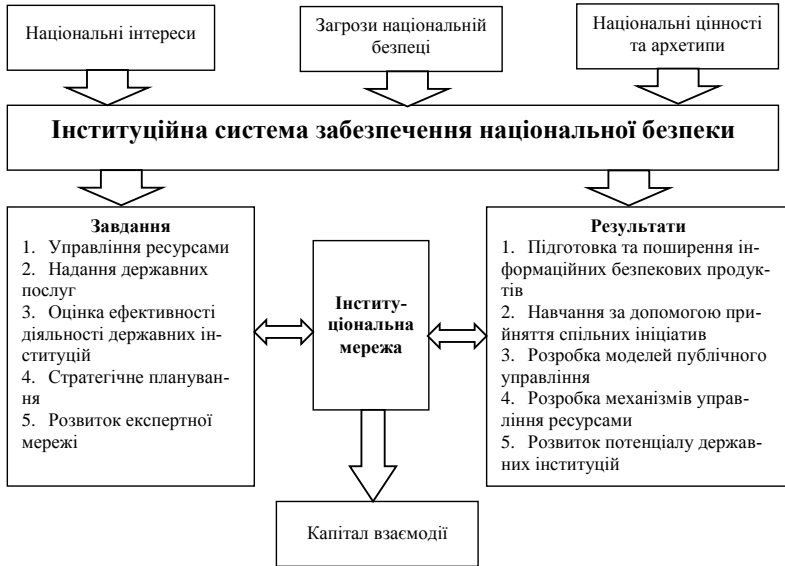 Національні інтереси
Загрози національній
безпеці
Національні цінності
та архетипи
Інституційна система забезпечення національної безпеки
Завдання
1. Управління ресурсами
2. Надання державних
послуг
3. Оцінка ефективності
діяльності державних ін-
ституцій
4. Стратегічне плануван-
ня
5. Розвиток експертної
мережі
Інститу-
ціональна
мережа
Результати
1. Підготовка та поширення ін-
формаційних безпекових продук-
тів
2. Навчання за допомогою при-
йняття спільних ініціатив
3. Розробка моделей публічного
управління
4. Розробка механізмів управ-
ління ресурсами
5. Розвиток потенціалу держав-
них інституцій
Капітал взаємодії